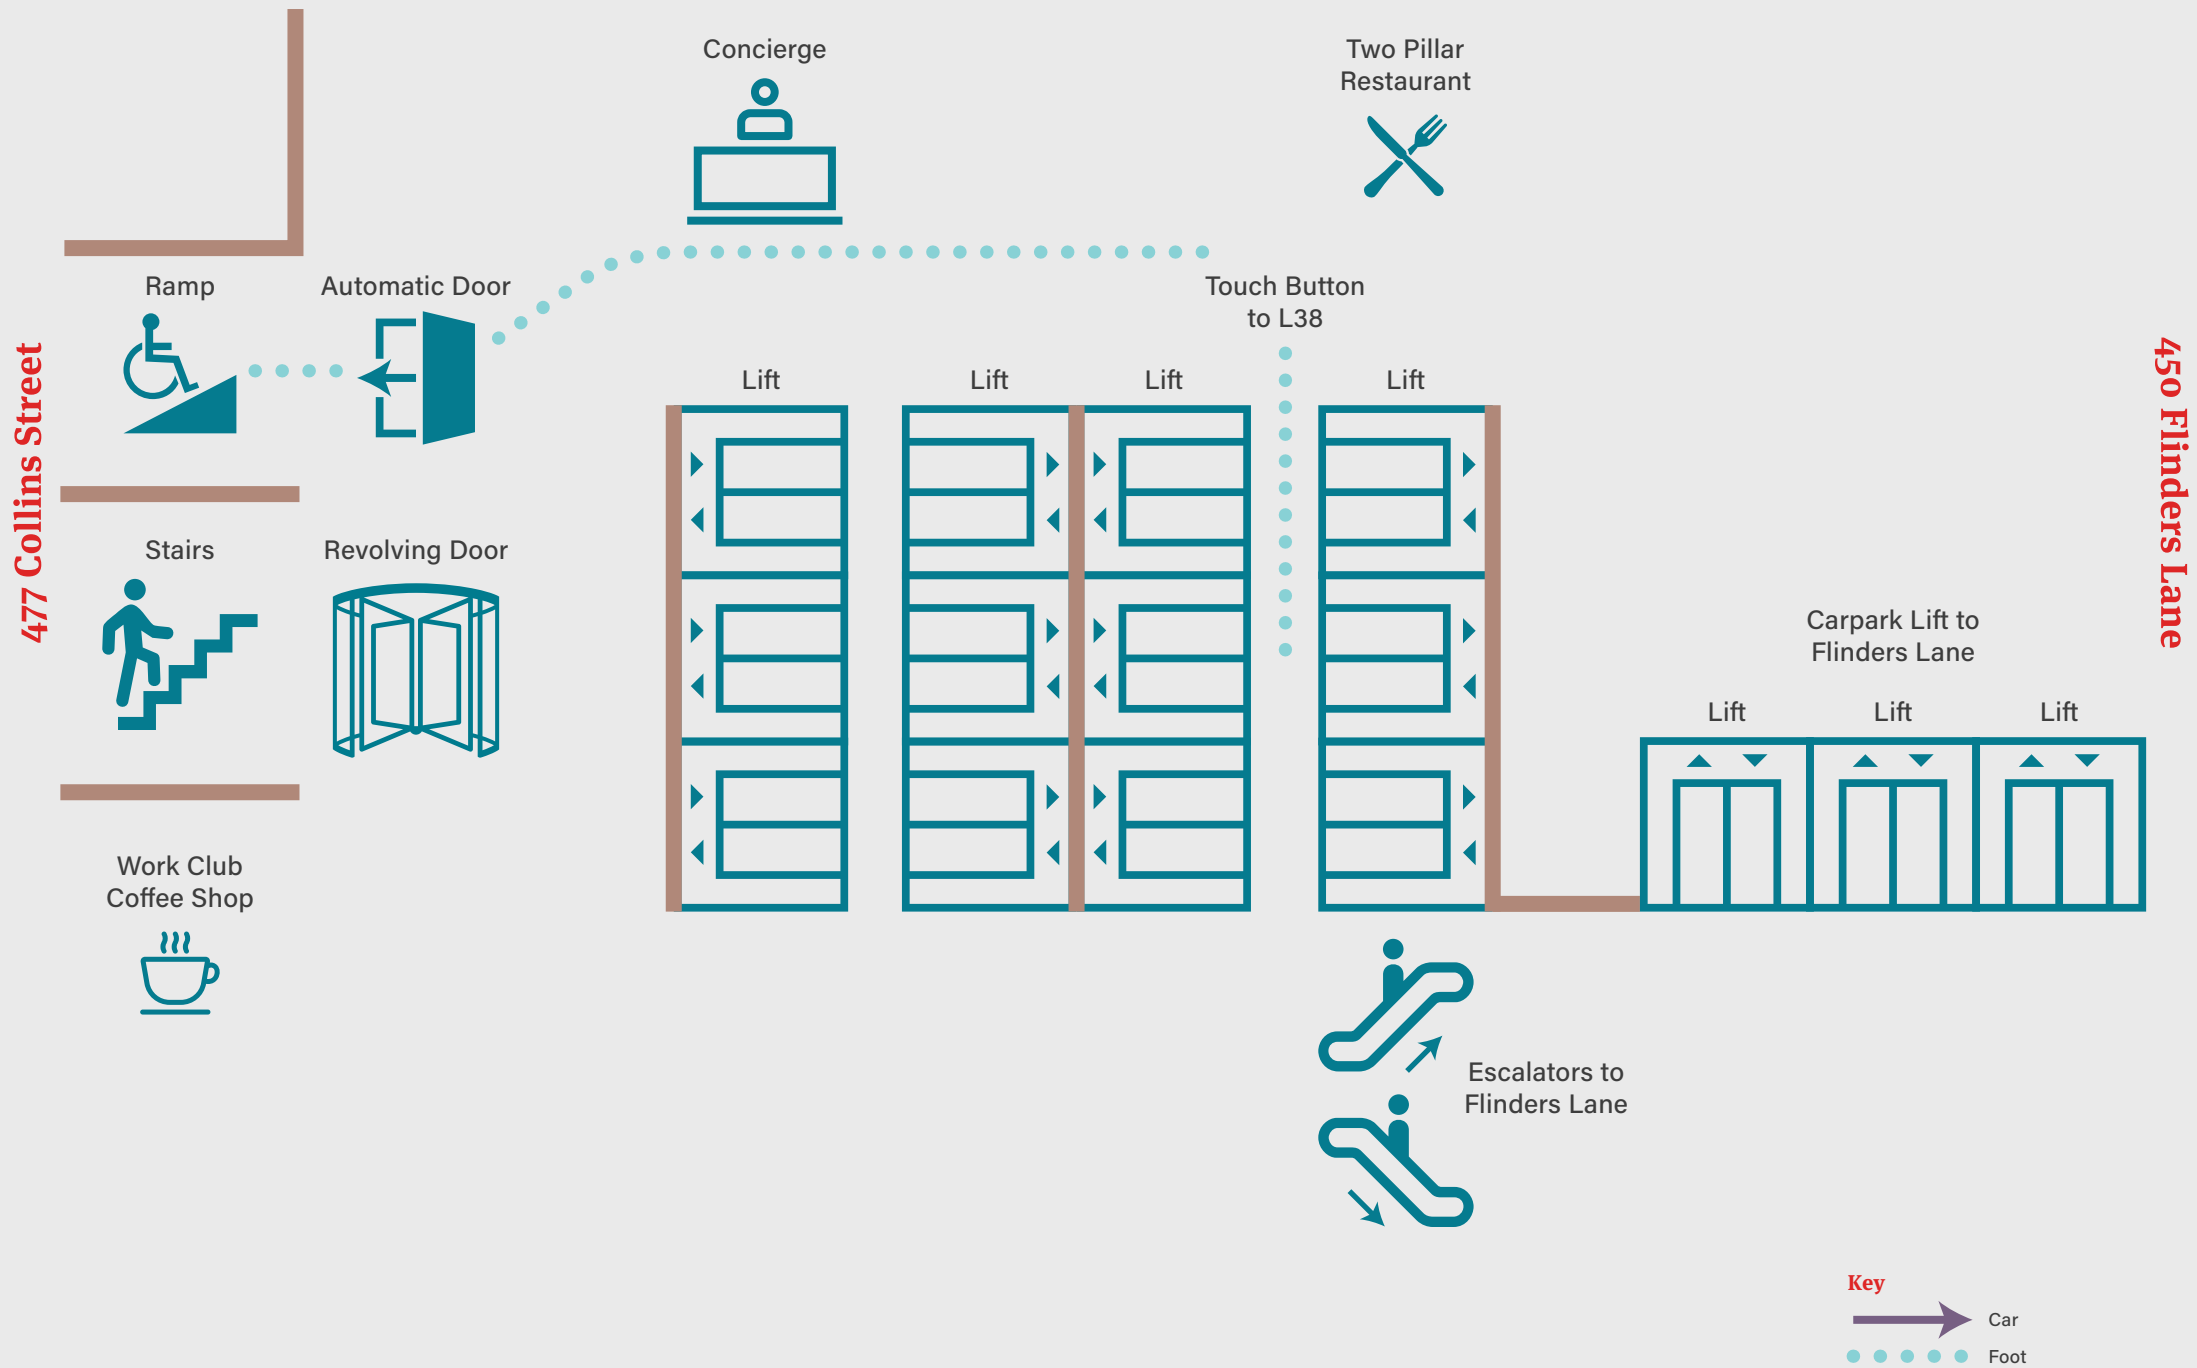 Concierge
Two Pillar
Restaurant
Ramp
Automatic Door
Touch Button
to L38
477 Collins Street
450 Flinders Lane
Lift
Lift
Lift
Lift
Stairs
Revolving Door
Carpark Lift to
Flinders Lane
Lift
Lift
Lift
Work Club
Coffee Shop
Escalators to
Flinders Lane
Key
Car
Foot